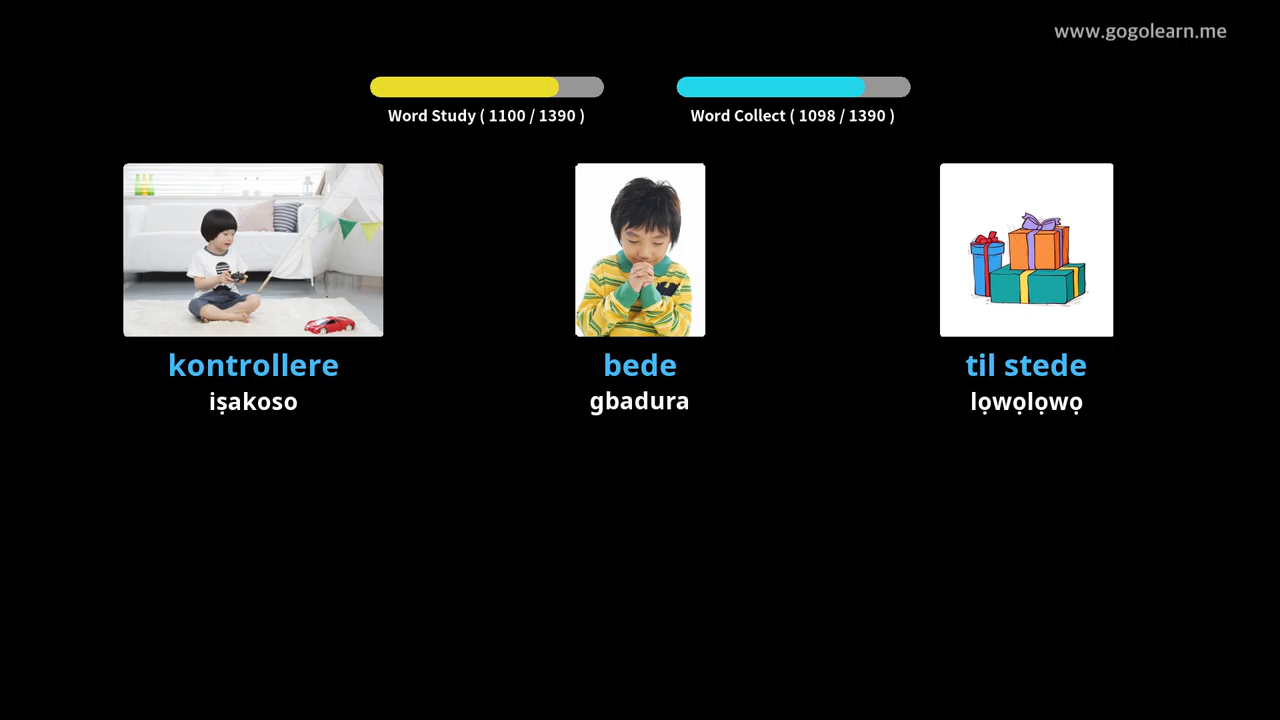 www.gogolearn.me
Word Study ( 1100 / 1390 )
Word Collect ( 1098 / 1390 )
kontrollere
iṣakoso
bede
gbadura
til stede
lọwọlọwọ